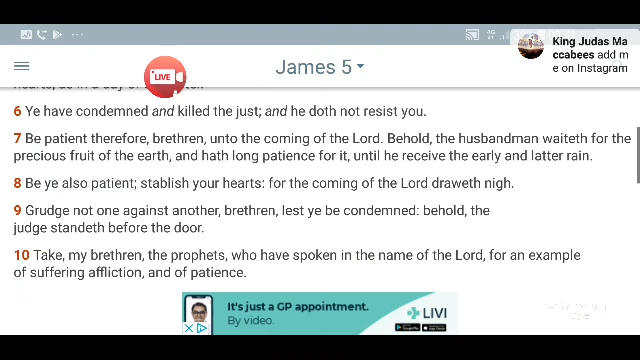 4G
King Judas Ma
ccabees add m
e on Instagram
LIVE
James 5
6 Ye have condemned and killed the just; and he doth not resist you.
7 Be patient therefore, brethren, unto the coming of the Lord. Behold, the husbandman waiteth for the
precious fruit of the earth, and hath long patience for it, until he receive the early and latter rain.
8 Be ye also patient; stablish your hearts: for the coming of the Lord draweth nigh.
9 Grudge not one against another, brethren, lest ye be condemned: behold, the
judge standeth before the door.
10 Take, my brethren, the prophets, who have spoken in the name of the Lord, for an example
of suffering affliction, and of patience.
It's just a GP appointment.
By video.
LIVI
Google Play
App Store